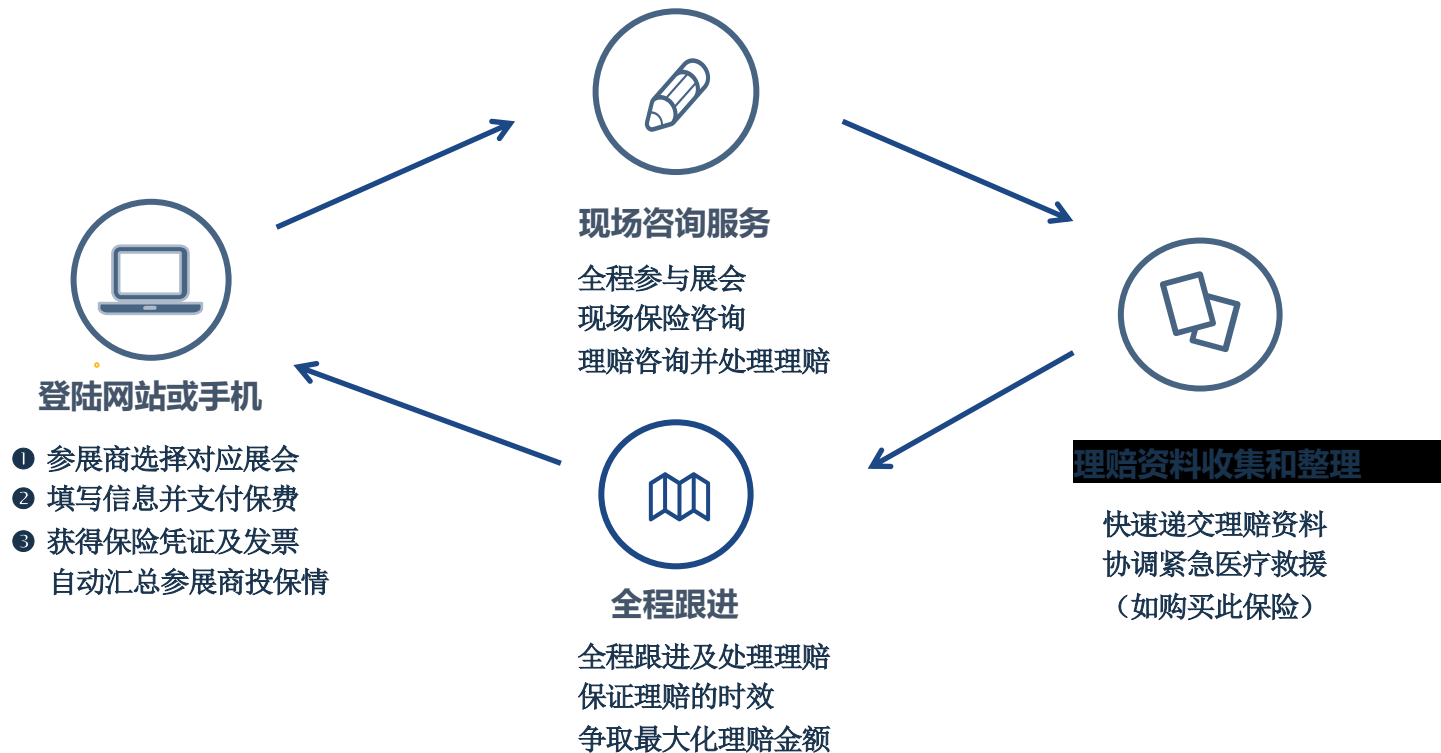 现场咨询服务
全程参与展会
现场保险咨询
理赔咨询并处理理赔
登陆网站或手机
❶ 参展商选择对应展会
❷ 填写信息并支付保费
❸ 获得保险凭证及发票
自动汇总参展商投保情
理赔资料收集和整理
快速递交理赔资料
协调紧急医疗救援
（如购买此保险）
全程跟进
全程跟进及处理理赔
保证理赔的时效
争取最大化理赔金额